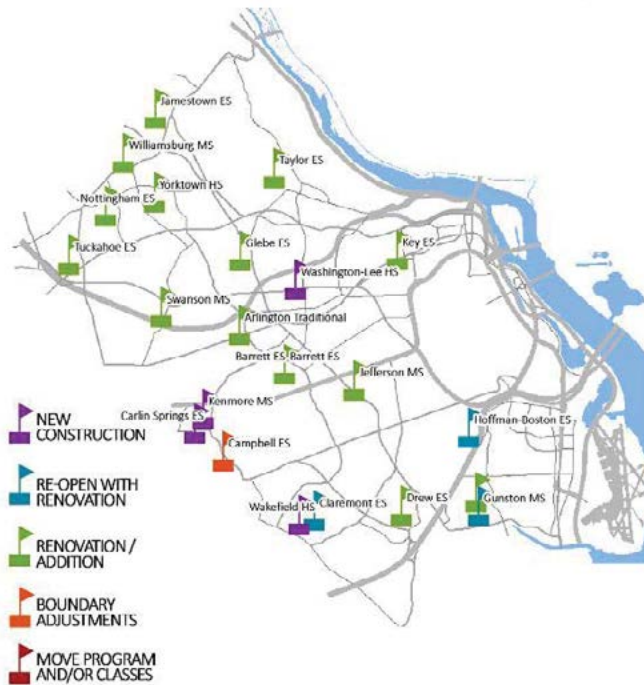 Jamestown ES
Williamsburg MS
Taylor ES
Yorktown HS
Nottingham ES
Glebe ES
Key ES
Tuckahoe ES
Washington-Lee HS
Swanson MS
Arlington Traditional
Barrett ES Barrett ES
Jefferson MS
Kenmore MS
Carlin Springs ES
Hoffman-Boston ES
Campbell ES
Wakefield HS
Claremont ES
Drew ES
Gunston MS
NEW
CONSTRUCTION
RE-OPEN WITH
RENOVATION
RENOVATION /
ADDITION
BOUNDARY
ADJUSTMENTS
MOVE PROGRAM
AND/OR CLASSES